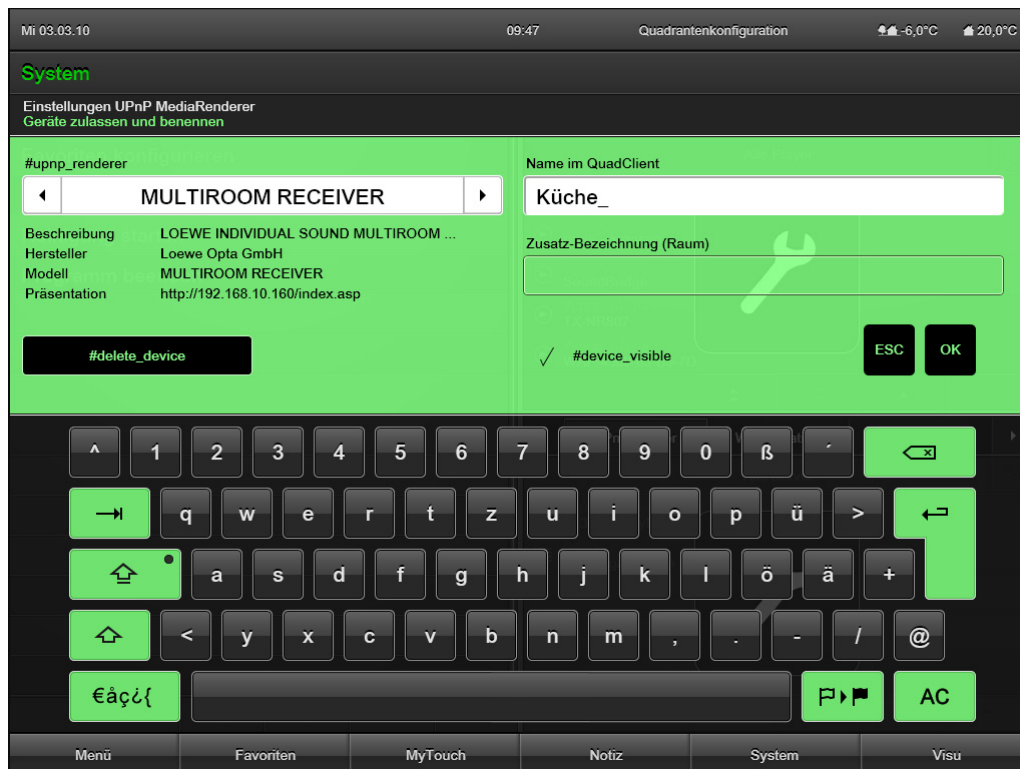 Mi 03.03.10 09:47 Quadrantenkonfiguration -6,0°C 20,0°C
System
Einstellungen UPnP MediaRenderer
Geräte zulassen und benennen
#upnp_renderer Name im QuadClient
MULTIROOM RECEIVER Küche_
Beschreibung LOEWE INDIVIDUAL SOUND MULTIROOM ...
Hersteller Loewe Opta GmbH
Modell MULTIROOM RECEIVER
Präsentation http://192.168.10.160/index.asp
Zusatz-Bezeichnung (Raum)
#delete_device #device_visible ESC OK
^ 1 2 3 4 5 6 7 8 9 0 ß ´
q w e r t z u i o p ü >
a s d f g h j k l ö ä +
< y x c v b n m , . - / @
€åç¿{ AC
Menü Favoriten MyTouch Notiz System Visu